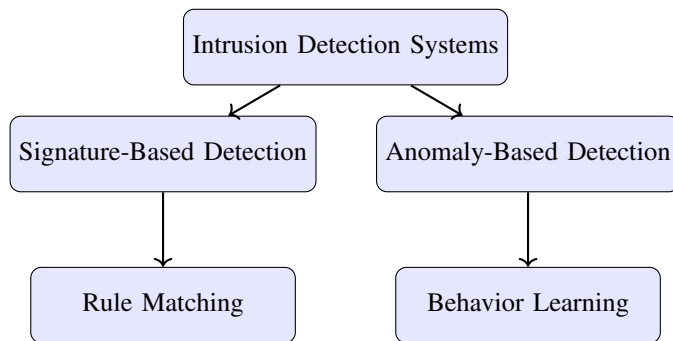 Intrusion Detection Systems
Signature-Based Detection
Anomaly-Based Detection
Rule Matching
Behavior Learning